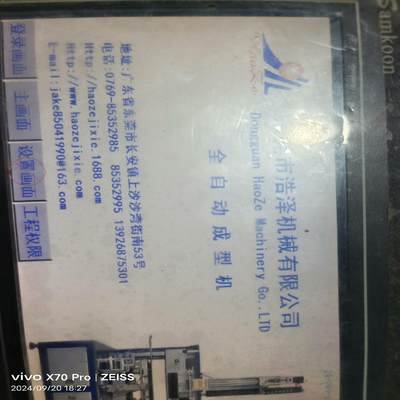 Samkoon
市浩泽机械有限公司
Dongguan HaoZe Machinery Co.,LTD
全自动成型机
地址:广东省东莞市长安镇上沙沙湾街南53号
电话:0769-85352985 85352995 13926875301
Http://haozejixie.1688.com
Http://www.haozejixie.com
E-mail:jake85041990@163.com
登录画面
主画面
设置画面
工程权限
vivo X70 Pro | ZEISS
2024/09/20 18:27